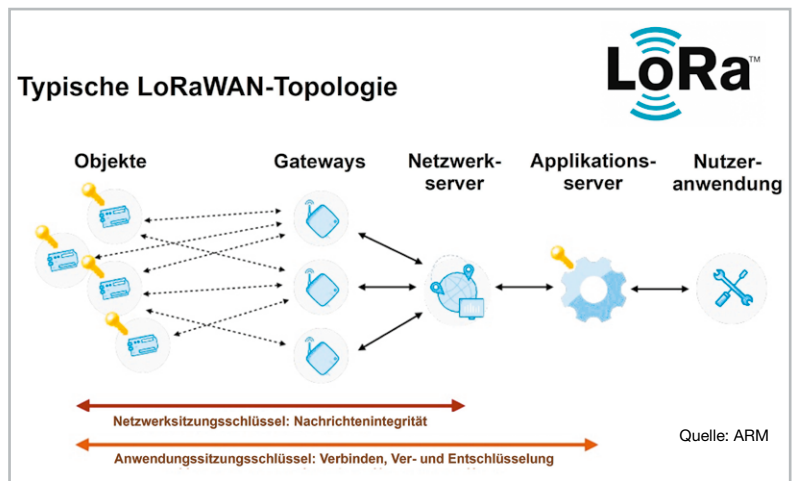 Typische LoRaWAN-Topologie
LoRa™
Objekte
Gateways
Netzwerk-
server
Applikations-
server
Nutzer-
anwendung
Netzwerksitzungsschlüssel: Nachrichtenintegrität
Anwendungssitzungsschlüssel: Verbinden, Ver- und Entschlüsselung
Quelle: ARM